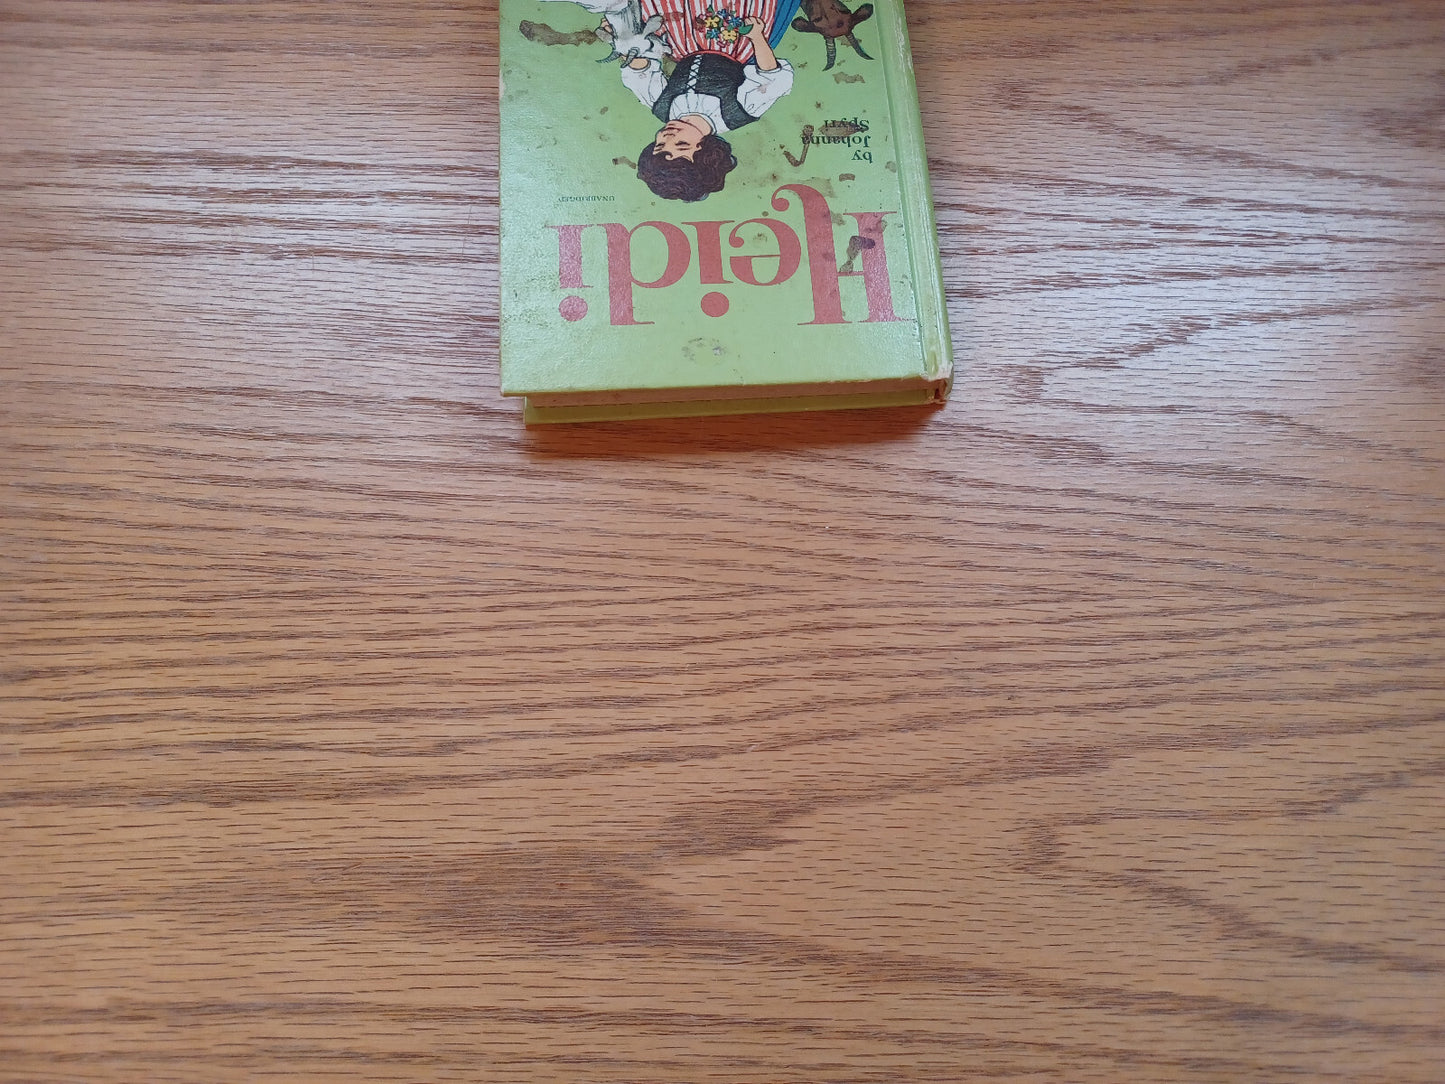 Heidi
UNABRIDGED
by
Johanna
Spyri